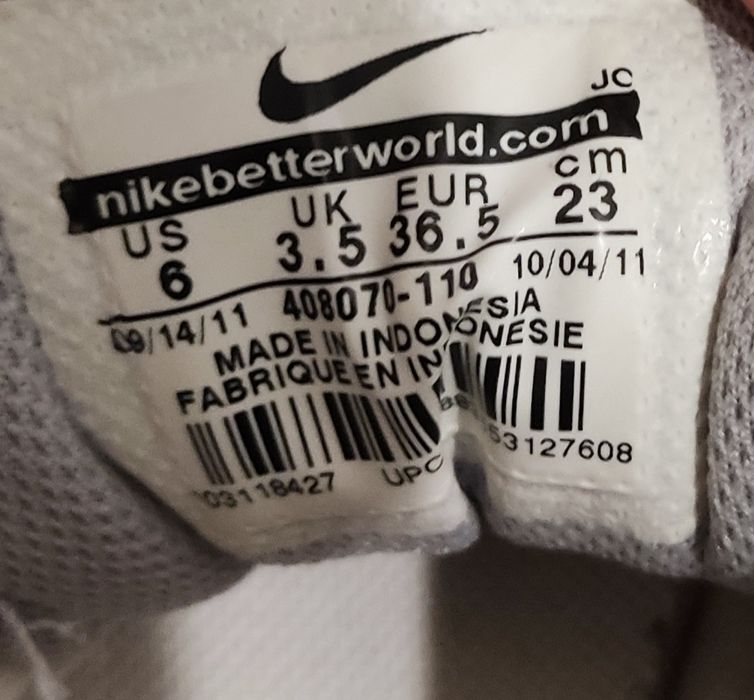 JC
nikebetterworld.com
US UK EUR cm
6 3.5 36.5 23
09/14/11 408070-110 10/04/11
MADE IN INDONESIA
FABRIQUE EN INDONESIE
03118427 UPC 53127608